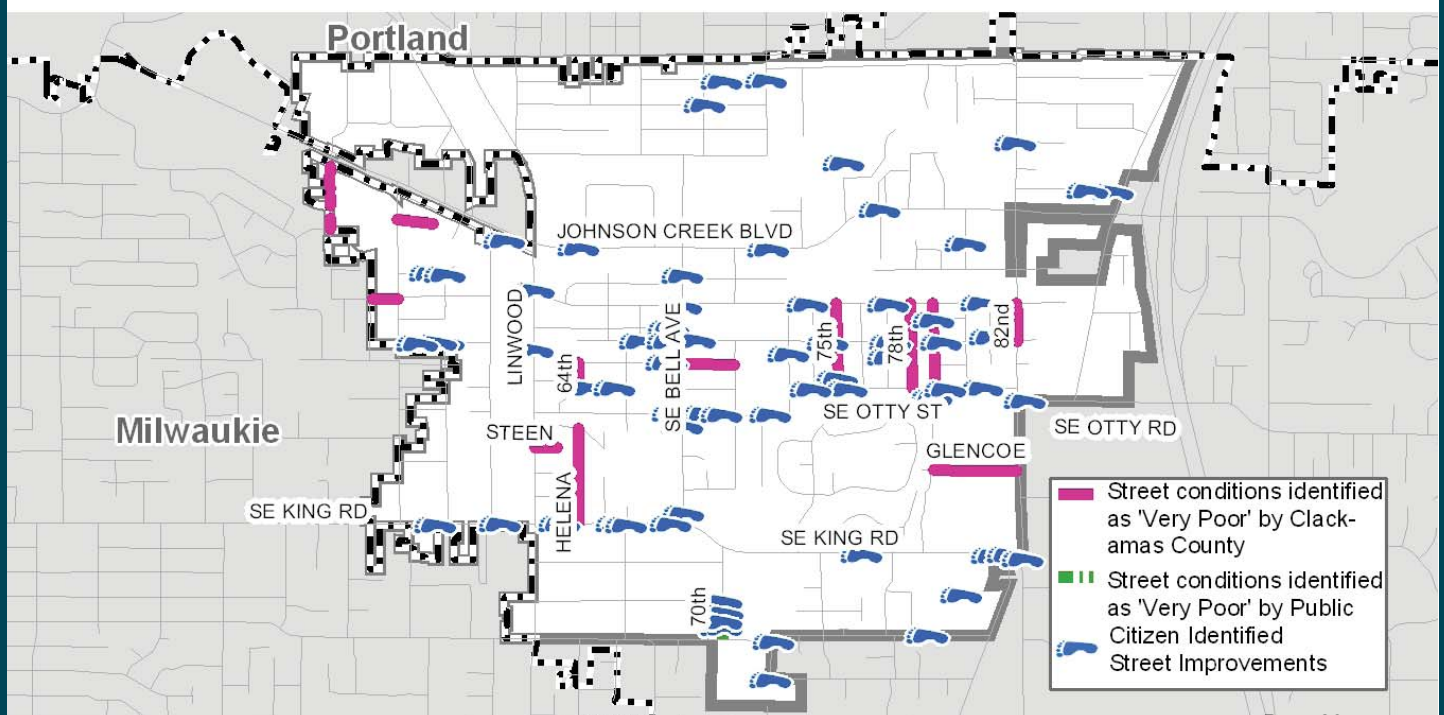 Portland
JOHNSON CREEK BLVD
LINWOOD
64th
SE BELL AVE
75th
78th
82nd
SE OTTY ST
SE OTTY RD
Milwaukie
STEEN
GLENCOE
HELENA
SE KING RD
SE KING RD
70th
Street conditions identified
as 'Very Poor' by Clack-
amas County
Street conditions identified
as 'Very Poor' by Public
Citizen Identified
Street Improvements